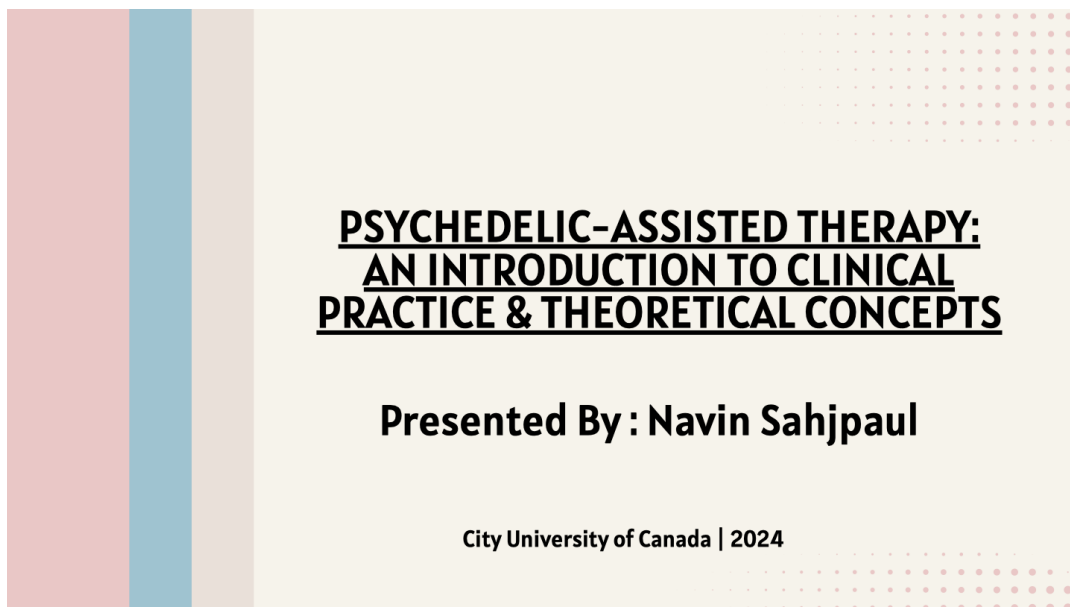 PSYCHEDELIC-ASSISTED THERAPY:
AN INTRODUCTION TO CLINICAL
PRACTICE & THEORETICAL CONCEPTS
Presented By : Navin Sahjpaul
City University of Canada | 2024